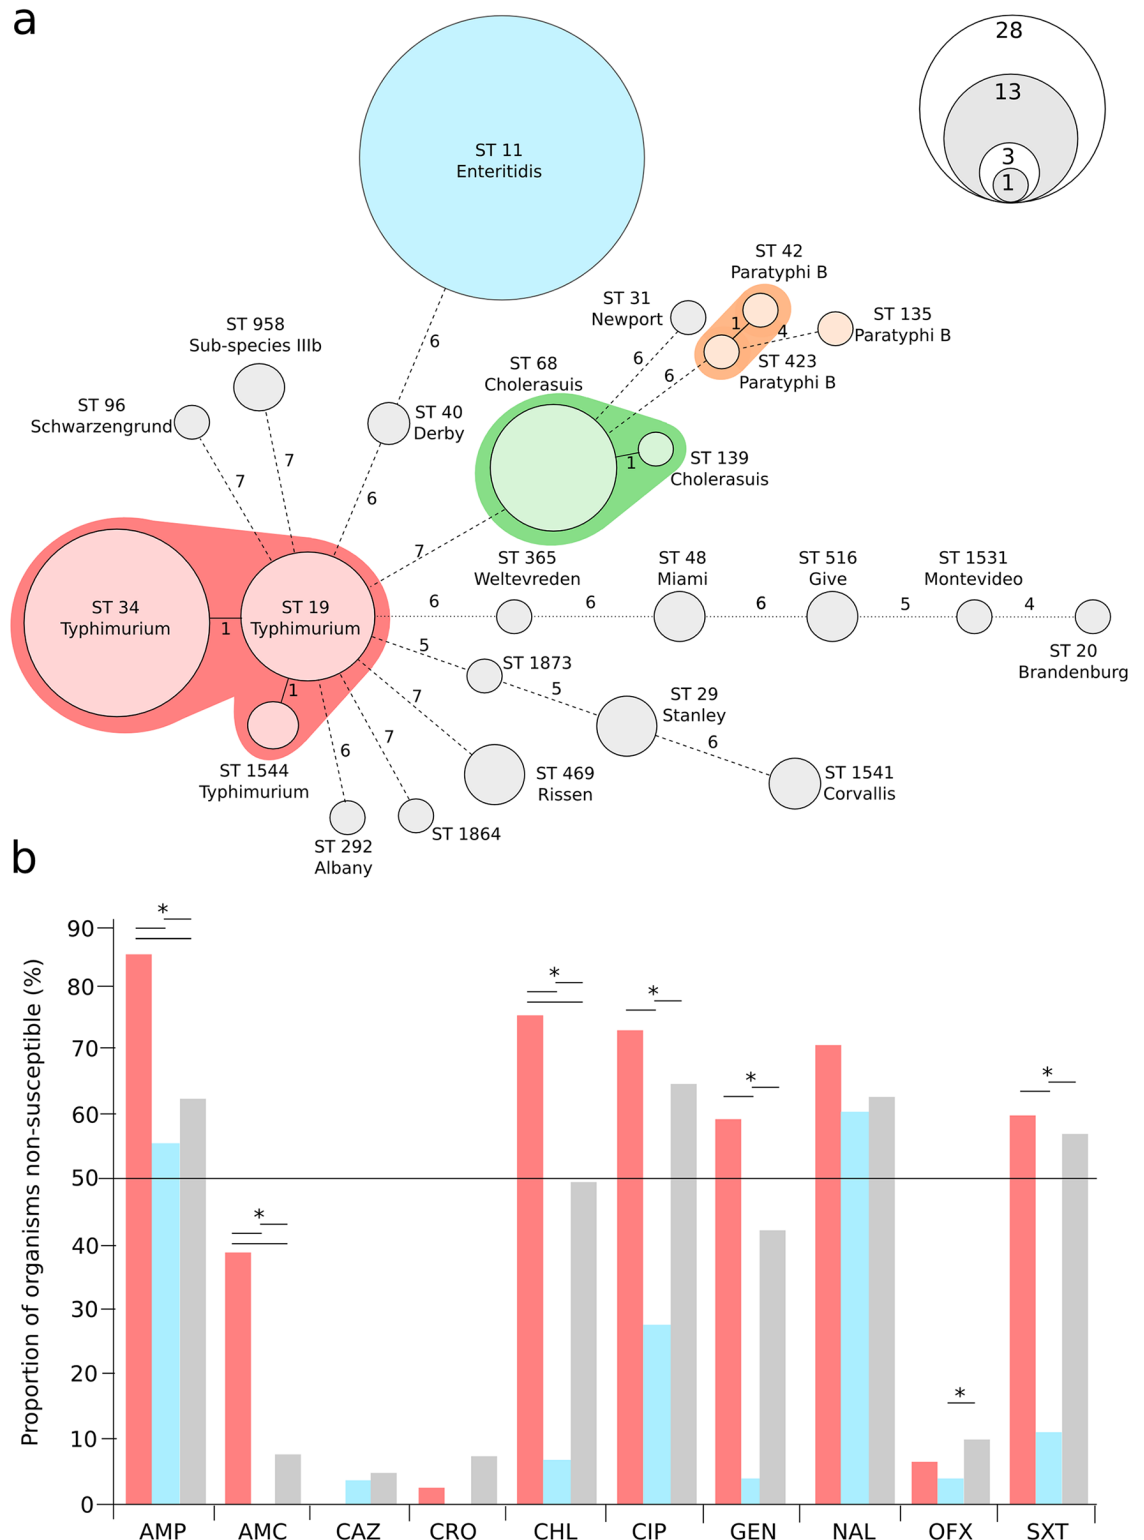 a
28
13
3
1
ST 11
Enteritidis
6
ST 42
Paratyphi B
ST 31
Newport
1
4
ST 135
Paratyphi B
ST 423
Paratyphi B
6
6
ST 958
Sub-species IIIb
ST 68
Cholerasuis
ST 96
Schwarzengrund
ST 40
Derby
7
7
6
1
ST 139
Cholerasuis
7
ST 34
Typhimurium
1
ST 19
Typhimurium
6
ST 365
Weltevreden
6
ST 48
Miami
6
ST 516
Give
5
ST 1531
Montevideo
4
ST 20
Brandenburg
5
ST 1873
5
ST 29
Stanley
6
ST 1541
Corvallis
1
ST 1544
Typhimurium
7
ST 469
Rissen
6
7
ST 292
Albany
ST 1864
b
Proportion of organisms non-susceptible (%)
90
80
70
60
50
40
30
20
10
0
*
*
*
*
*
*
*
AMP AMC CAZ CRO CHL CIP GEN NAL OFX SXT